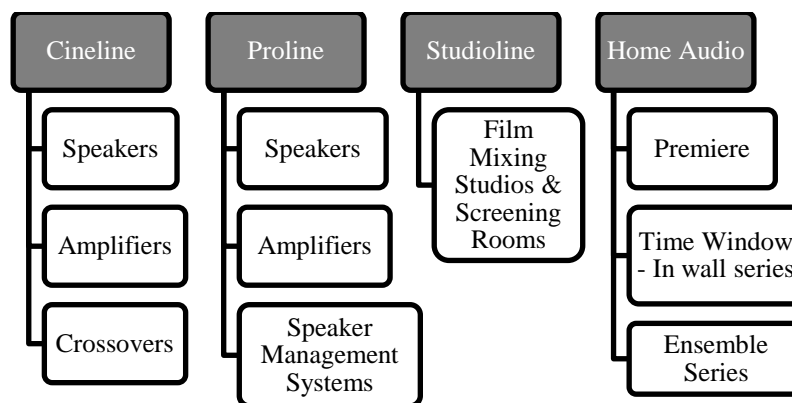 Cineline
Speakers
Amplifiers
Crossovers
Proline
Speakers
Amplifiers
Speaker
Management
Systems
Studioline
Film
Mixing
Studios &
Screening
Rooms
Home Audio
Premiere
Time Window
- In wall series
Ensemble
Series